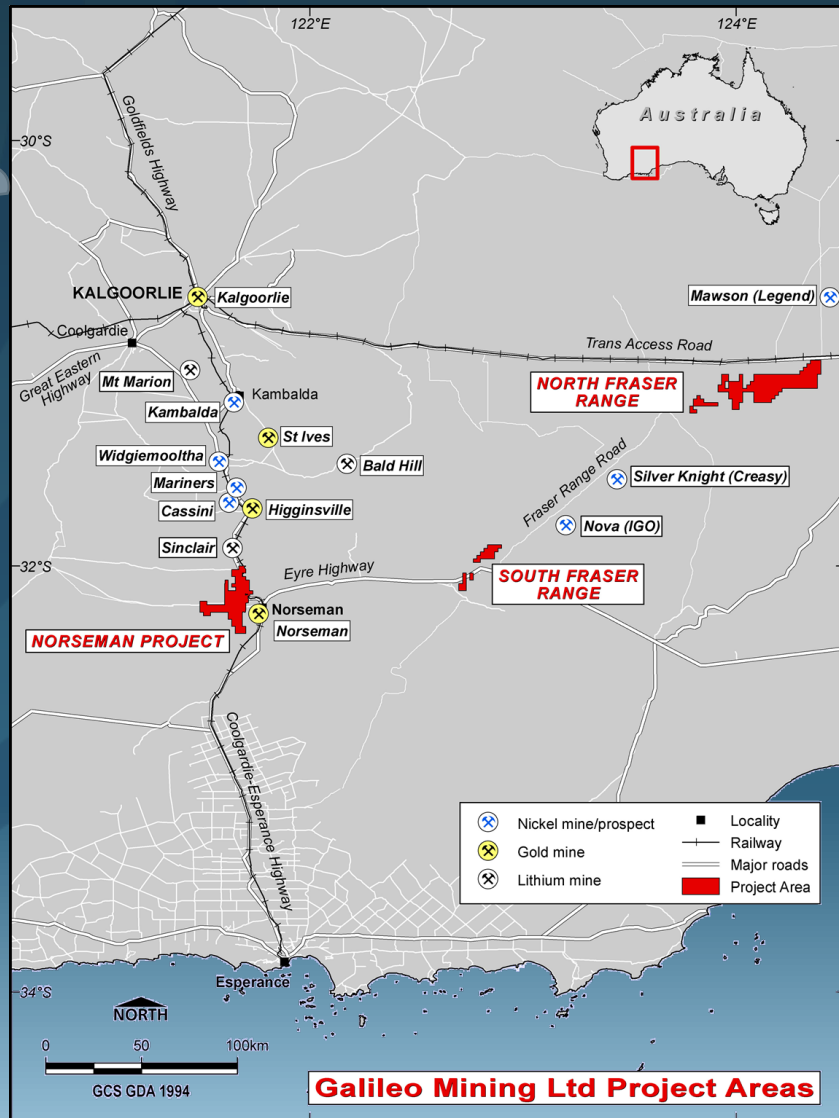 122°E
124°E
Australia
30°S
Goldfields Highway
KALGOORLIE
Kalgoorlie
Mawson (Legend)
Coolgardie
Trans Access Road
Great Eastern
Highway
Mt Marion
NORTH FRASER
RANGE
Kambalda
Kambalda
St Ives
Widgiemooltha
Bald Hill
Fraser Range Road
Silver Knight (Creasy)
Mariners
Cassini
Higginsville
Nova (IGO)
Sinclair
32°S
Eyre Highway
SOUTH FRASER
RANGE
Norseman
Norseman
NORSEMAN PROJECT
Coolgardie-Esperance Highway
Nickel mine/prospect
Gold mine
Lithium mine
Locality
Railway
Major roads
Project Area
Esperance
34°S
NORTH
0 50 100km
GCS GDA 1994
Galileo Mining Ltd Project Areas